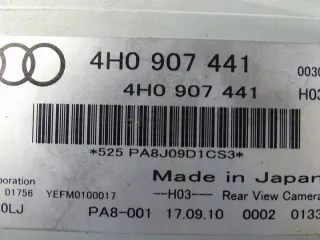 4H0 907 441 0030
4H0 907 441 H03
*525 PA8J09D1CS3*
Made in Japan
poration
01756 YEFM0100017 —H03— Rear View Camera
0LJ PA8-001 17.09.10 0002 0133